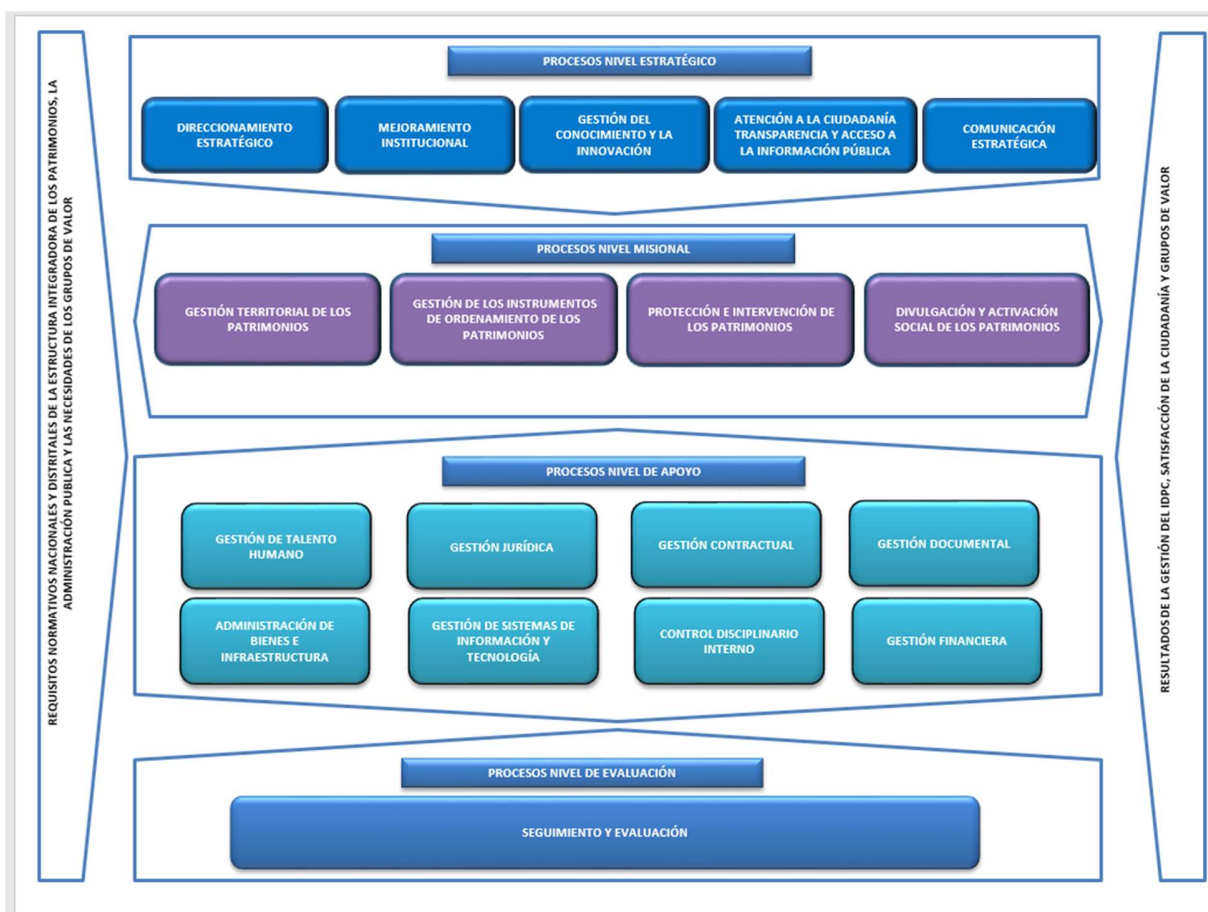 REQUISITOS NORMATIVOS NACIONALES Y DISTRITALES DE LA ESTRUCTURA INTEGRADORA DE LOS PATRIMONIOS, LA
ADMINISTRACIÓN PUBLICA Y LAS NECESIDADES DE LOS GRUPOS DE VALOR
PROCESOS NIVEL ESTRATÉGICO
DIRECCIONAMIENTO
ESTRATÉGICO
MEJORAMIENTO
INSTITUCIONAL
GESTIÓN DEL
CONOCIMIENTO Y LA
INNOVACIÓN
ATENCIÓN A LA CIUDADANÍA
TRANSPARENCIA Y ACCESO A
LA INFORMACIÓN PÚBLICA
COMUNICACIÓN
ESTRATÉGICA
PROCESOS NIVEL MISIONAL
GESTIÓN TERRITORIAL DE LOS
PATRIMONIOS
GESTIÓN DE LOS INSTRUMENTOS
DE ORDENAMIENTO DE LOS
PATRIMONIOS
PROTECCIÓN E INTERVENCIÓN DE
LOS PATRIMONIOS
DIVULGACIÓN Y ACTIVACIÓN
SOCIAL DE LOS PATRIMONIOS
PROCESOS NIVEL DE APOYO
GESTIÓN DE TALENTO
HUMANO
GESTIÓN JURÍDICA
GESTIÓN CONTRACTUAL
GESTIÓN DOCUMENTAL
ADMINISTRACIÓN DE
BIENES E
INFRAESTRUCTURA
GESTIÓN DE SISTEMAS DE
INFORMACIÓN Y
TECNOLOGÍA
CONTROL DISCIPLINARIO
INTERNO
GESTIÓN FINANCIERA
PROCESOS NIVEL DE EVALUACIÓN
SEGUIMIENTO Y EVALUACIÓN
RESULTADOS DE LA GESTIÓN DEL IDPC, SATISFACCIÓN DE LA CIUDADANÍA Y GRUPOS DE VALOR